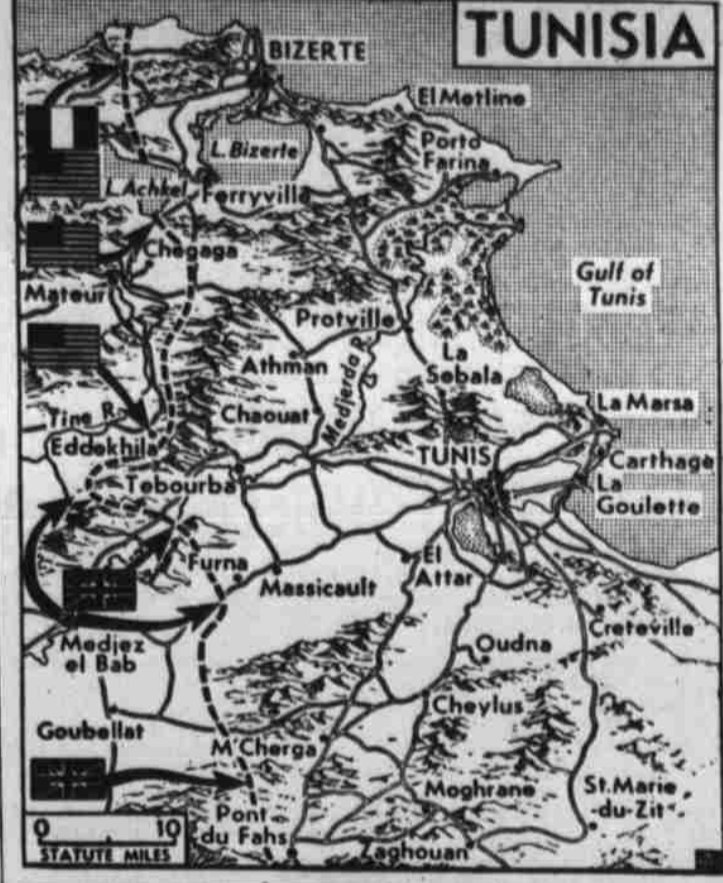 TUNISIA
BIZERTE
El Metline
Porto
Farina
L. Bizerte
L. Achkel
Ferryville
Chegaga
Mateur
Gulf of
Tunis
Protville
Medjerda R.
La
Sebala
Athman
Chaouat
La Marsa
Tine R.
Eddekhila
TUNIS
Carthage
La
Goulette
Tebourba
Furna
Massicault
El
Attar
Medjez
el Bab
Creteville
Oudna
Goubellat
Cheylus
M'Cherga
Moghrane
St. Marie
du-Zit
Pont
du Fahs
Zaghouan
0 10
STATUTE MILES